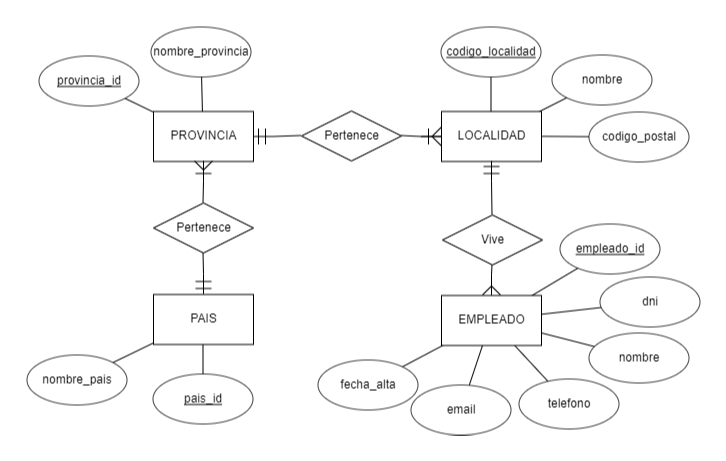 nombre_provincia
codigo_localidad
provincia_id
nombre
PROVINCIA
Pertenece
LOCALIDAD
codigo_postal
Pertenece
Vive
empleado_id
dni
PAIS
EMPLEADO
nombre
nombre_pais
fecha_alta
pais_id
email
telefono